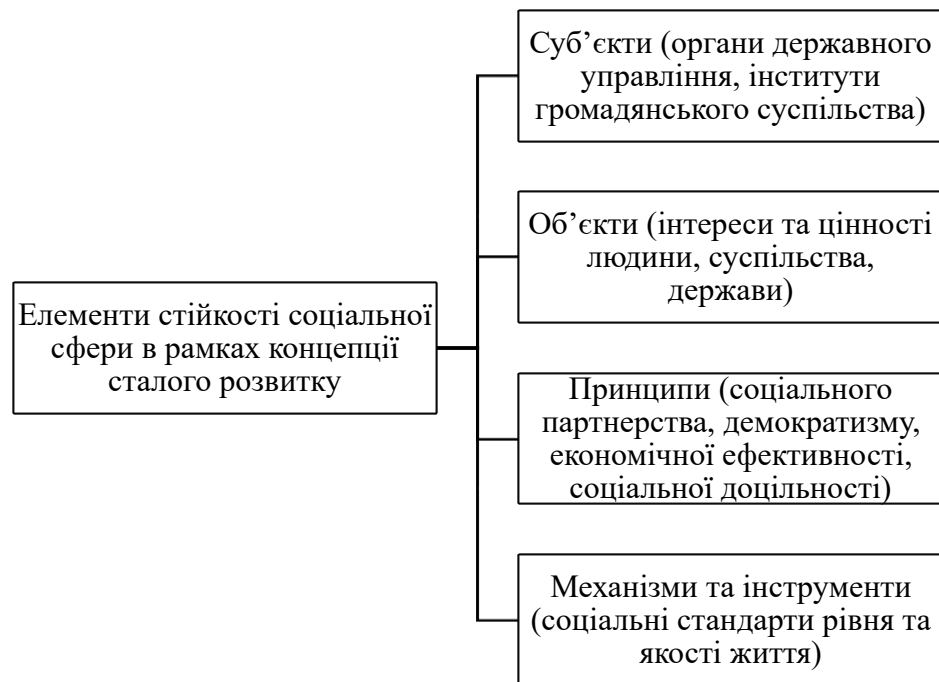 Суб’єкти (органи державного
управління, інститути
громадянського суспільства)
Об’єкти (інтереси та цінності
людини, суспільства,
держави)
Елементи стійкості соціальної
сфери в рамках концепції
сталого розвитку
Принципи (соціального
партнерства, демократизму,
економічної ефективності,
соціальної доцільності)
Механізми та інструменти
(соціальні стандарти рівня та
якості життя)